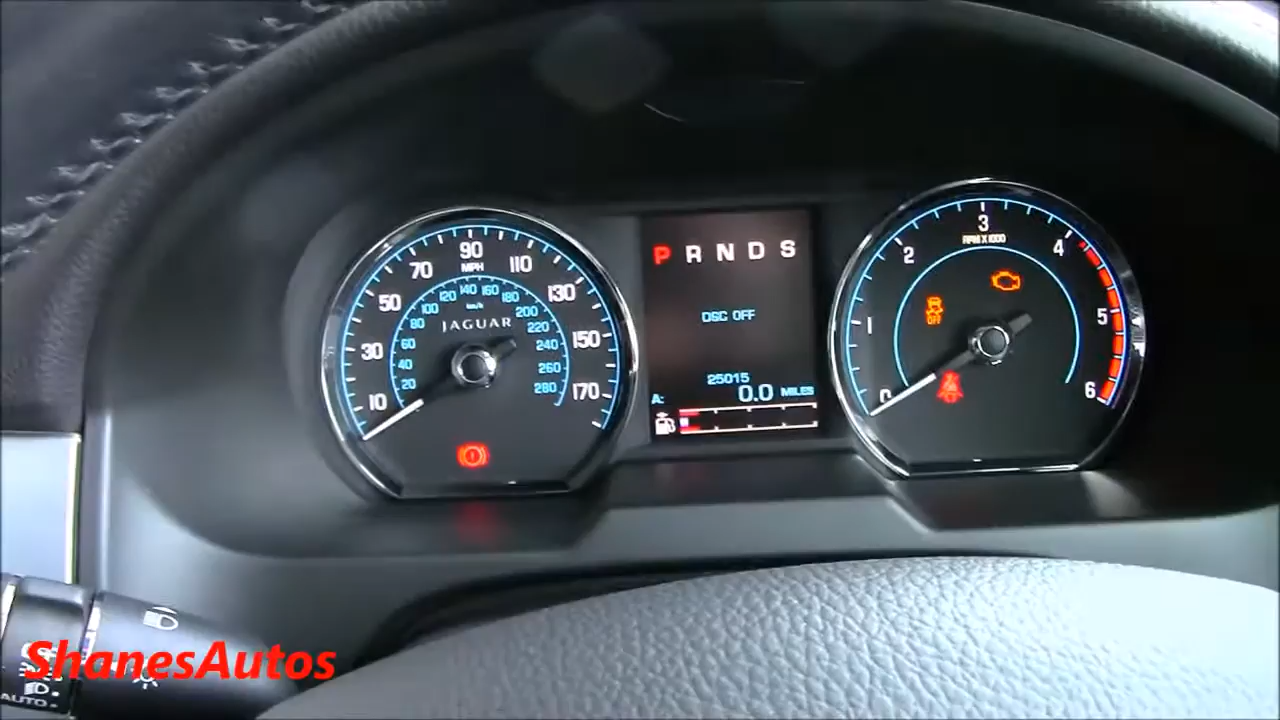 10 30 50 70 90 110 130 150 170
MPH
20 40 60 80 100 120 140 160 180 200 220 240 260 280
km/h
JAGUAR
P R N D S
DSC OFF
25015
A: 0.0 MILES
0 1 2 3 4 5 6
RPM X 1000
OFF
AUTO
ShanesAutos